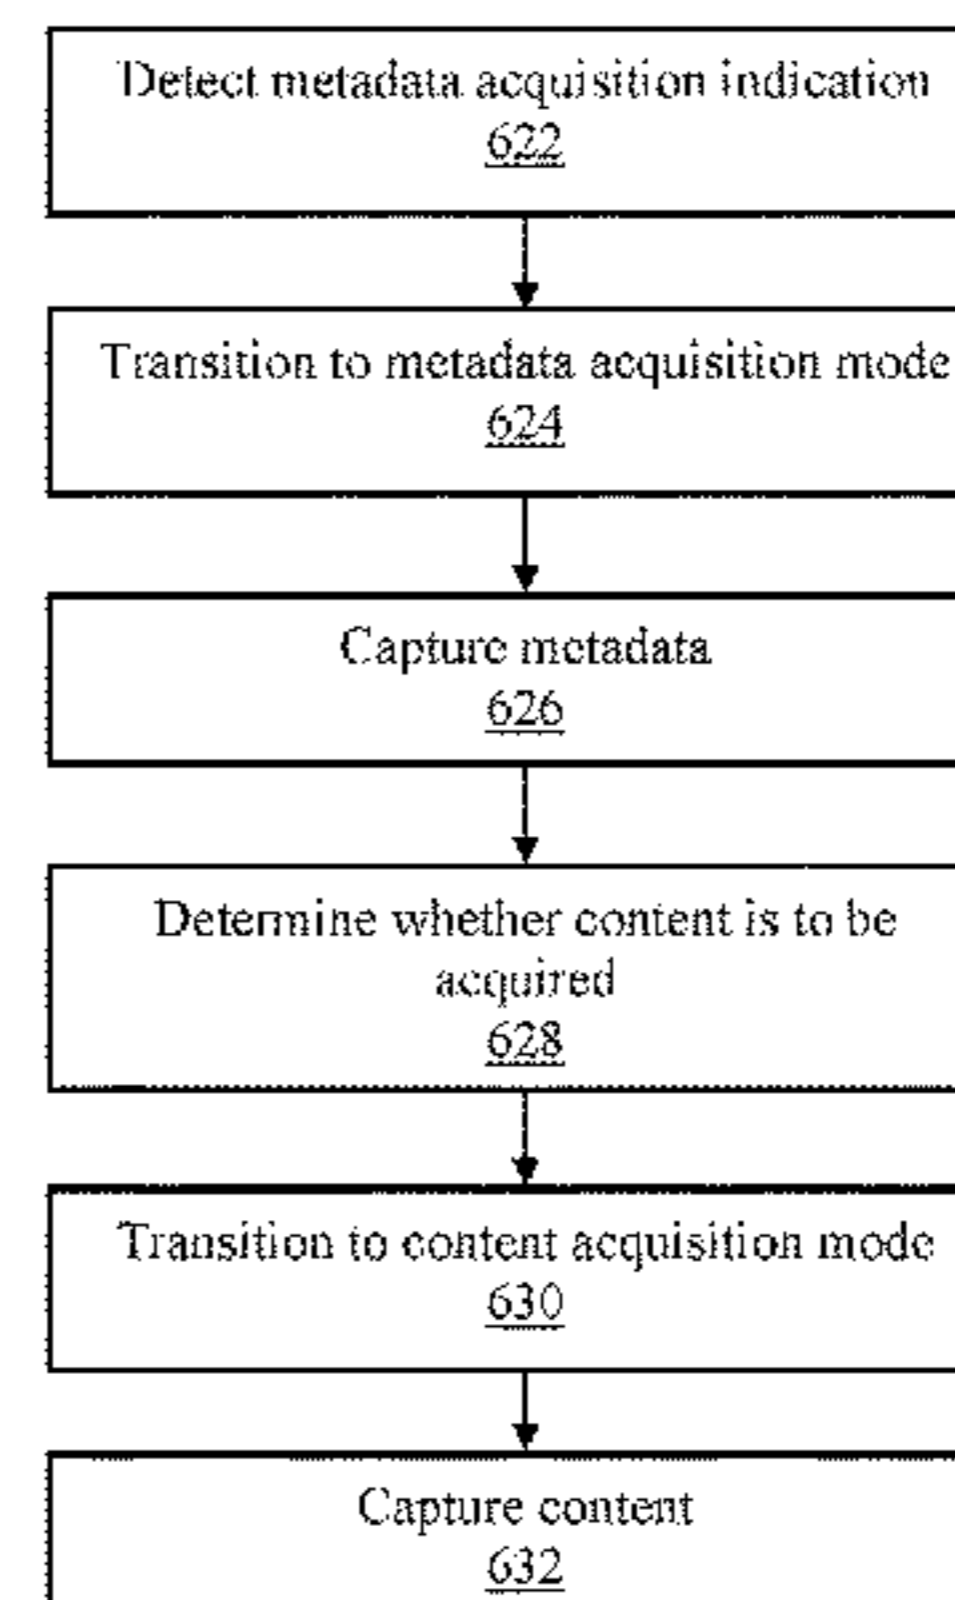 Detect metadata acquisition indication
622
Transition to metadata acquisition mode
624
Capture metadata
626
Determine whether content is to be
acquired
628
Transition to content acquisition mode
630
Capture content
632